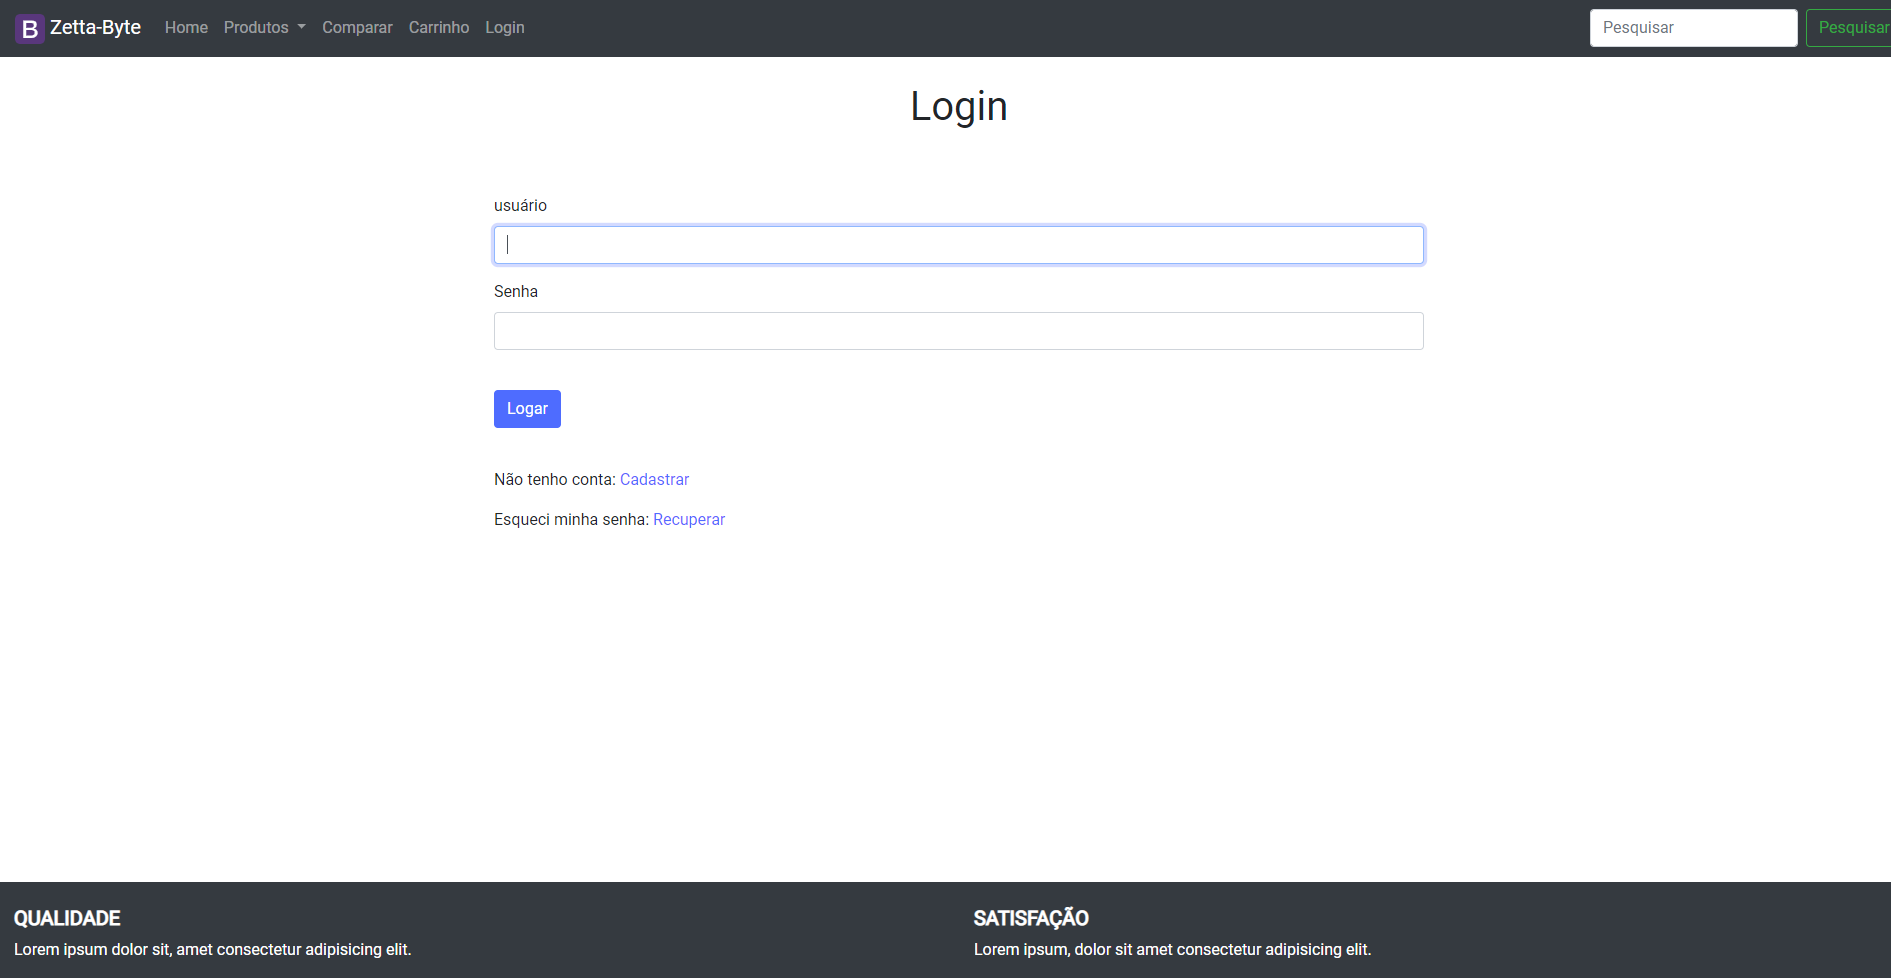 B Zetta-Byte Home Produtos Comparar Carrinho Login Pesquisar Pesquisar
Login
usuário
Senha
Logar
Não tenho conta: Cadastrar
Esqueci minha senha: Recuperar
QUALIDADE
Lorem ipsum dolor sit, amet consectetur adipisicing elit.
SATISFAÇÃO
Lorem ipsum, dolor sit amet consectetur adipisicing elit.